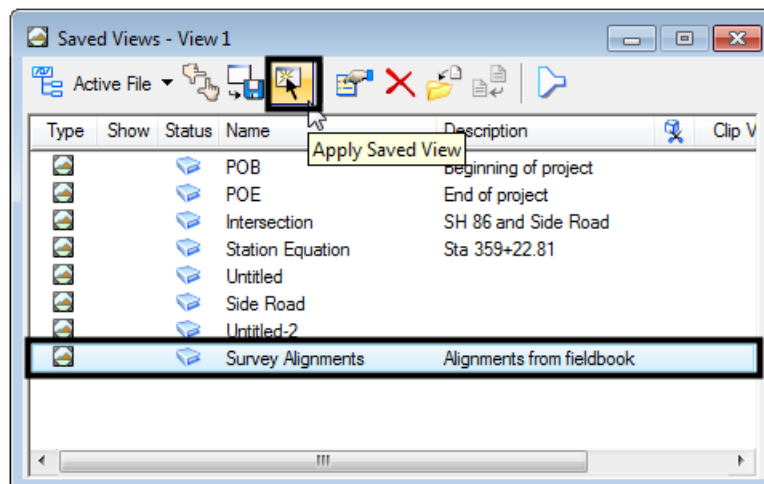 Saved Views - View 1
Active File
Type Show Status Name Description Clip V
Apply Saved View
POB Beginning of project
POE End of project
Intersection SH 86 and Side Road
Station Equation Sta 359+22.81
Untitled
Side Road
Untitled-2
Survey Alignments Alignments from fieldbook